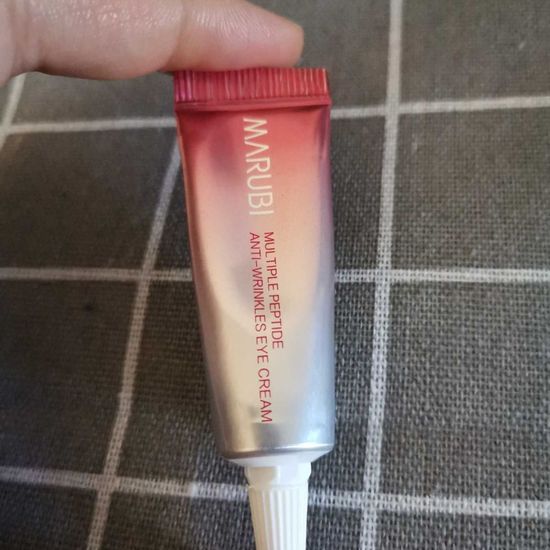 MARUBI
MULTIPLE PEPTIDE
ANTI-WRINKLES EYE CREAM